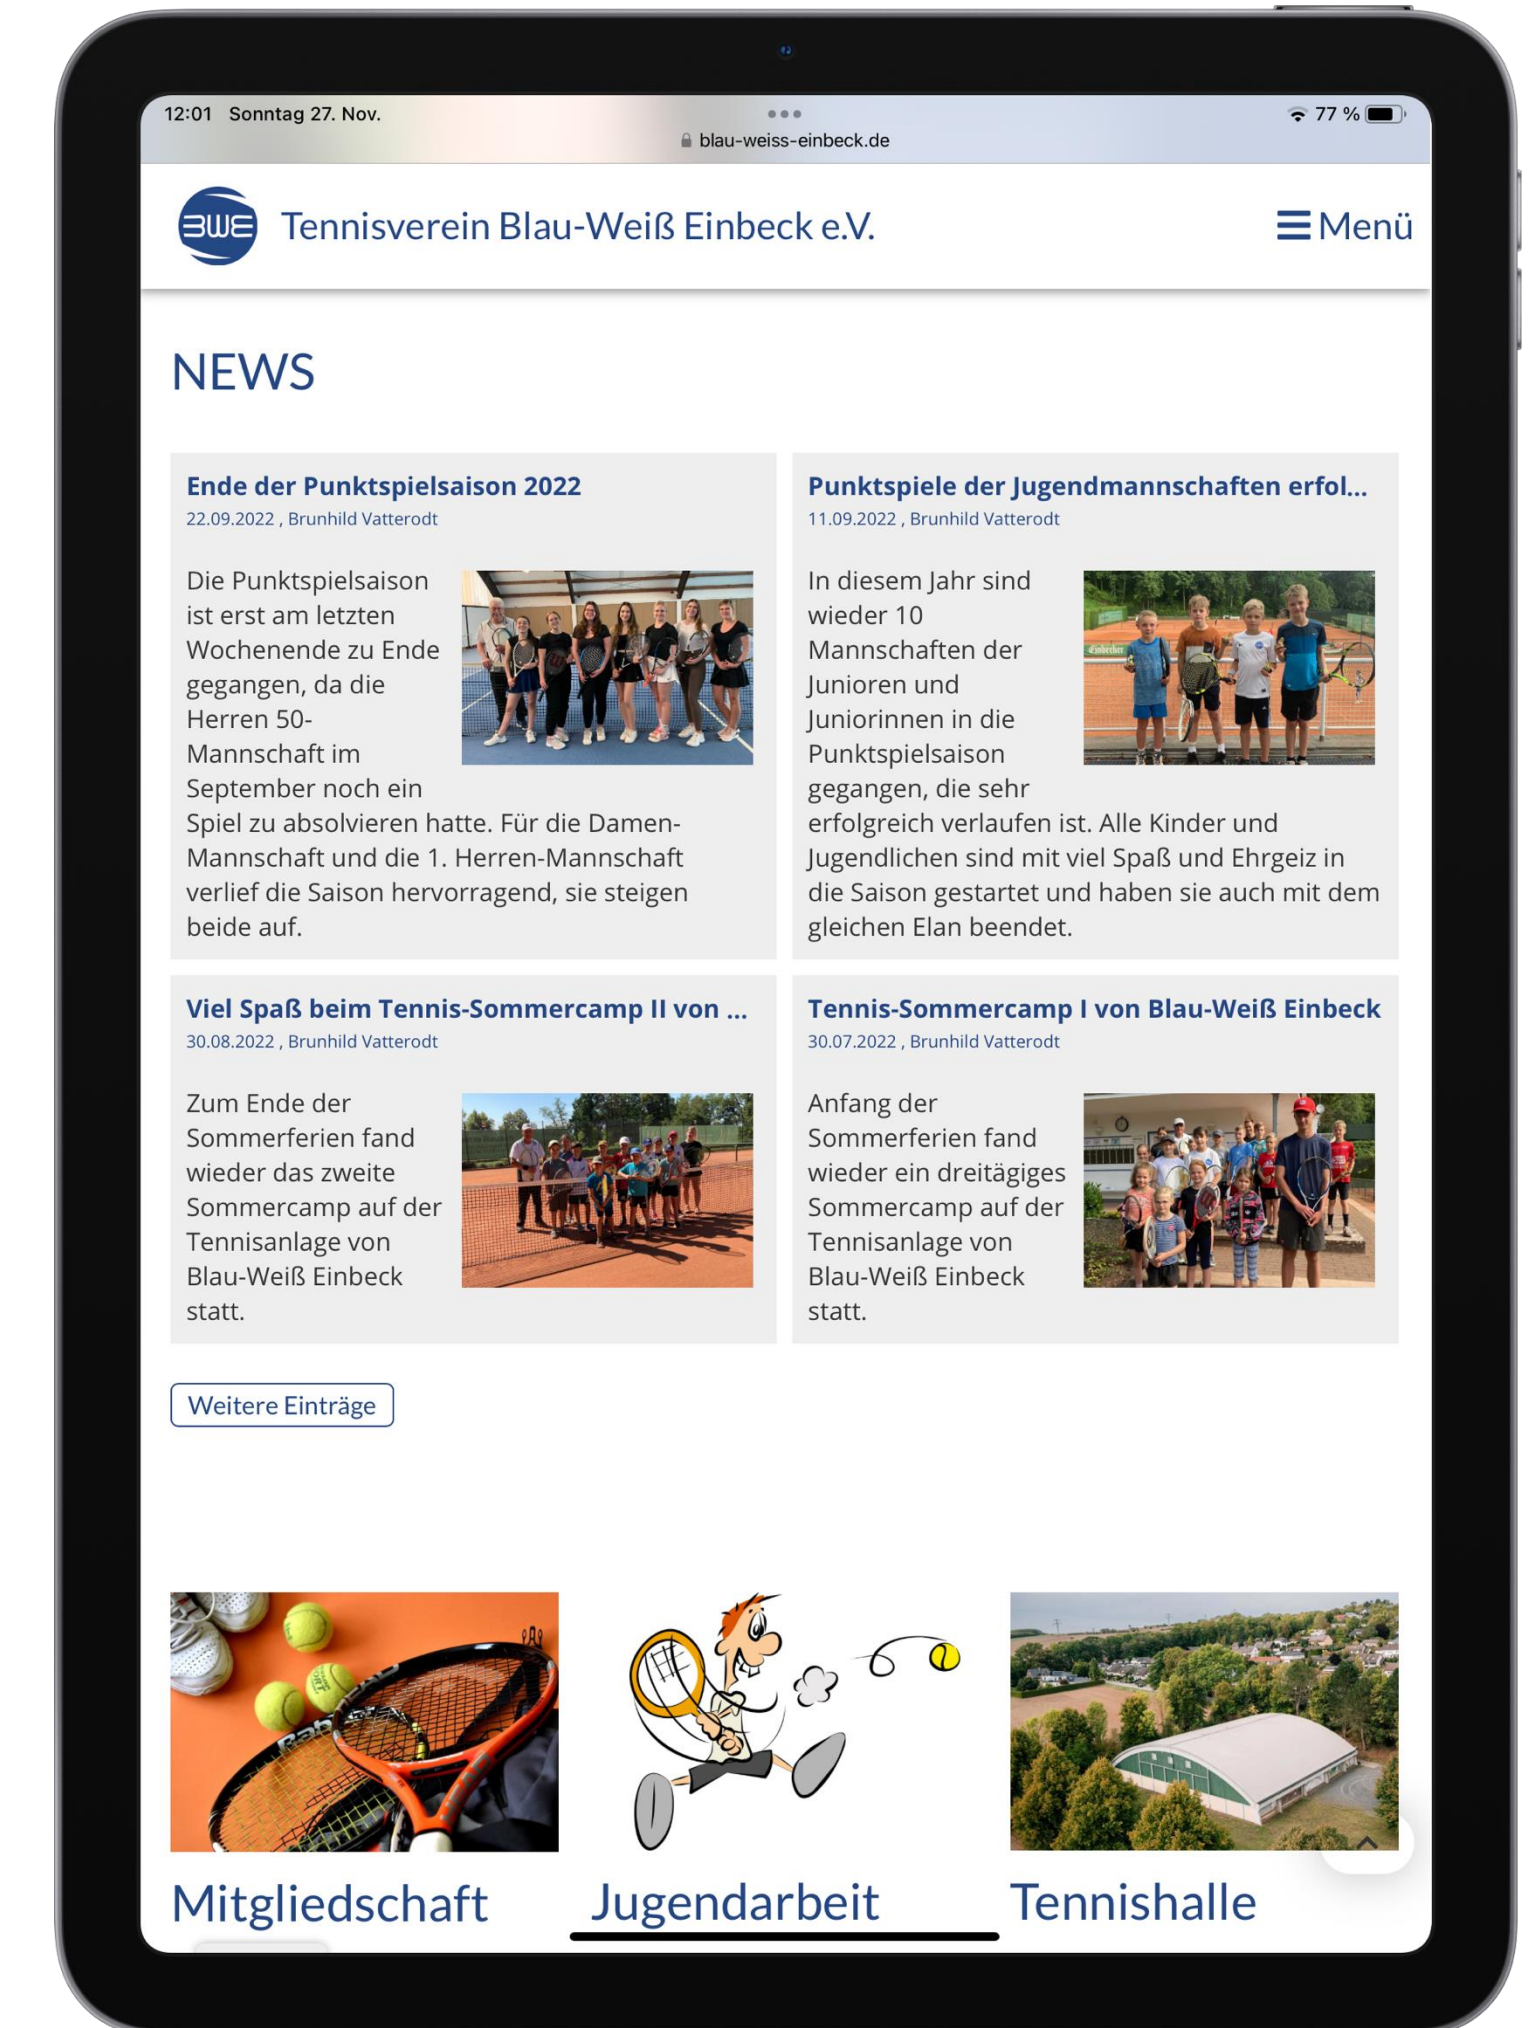 12:01 Sonntag 27. Nov.
77 %
blau-weiss-einbeck.de
BWE
Tennisverein Blau-Weiß Einbeck e.V.
Menü
NEWS
Ende der Punktspielsaison 2022
22.09.2022 , Brunhild Vatterodt
Die Punktspielsaison
ist erst am letzten
Wochenende zu Ende
gegangen, da die
Herren 50-
Mannschaft im
September noch ein
Spiel zu absolvieren hatte. Für die Damen-
Mannschaft und die 1. Herren-Mannschaft
verlief die Saison hervorragend, sie steigen
beide auf.
Punktspiele der Jugendmannschaften erfol...
11.09.2022 , Brunhild Vatterodt
In diesem Jahr sind
wieder 10
Mannschaften der
Junioren und
Juniorinnen in die
Punktspielsaison
gegangen, die sehr
erfolgreich verlaufen ist. Alle Kinder und
Jugendlichen sind mit viel Spaß und Ehrgeiz in
die Saison gestartet und haben sie auch mit dem
gleichen Elan beendet.
Einbecker
Viel Spaß beim Tennis-Sommercamp II von ...
30.08.2022 , Brunhild Vatterodt
Zum Ende der
Sommerferien fand
wieder das zweite
Sommercamp auf der
Tennisanlage von
Blau-Weiß Einbeck
statt.
Tennis-Sommercamp I von Blau-Weiß Einbeck
30.07.2022 , Brunhild Vatterodt
Anfang der
Sommerferien fand
wieder ein dreitägiges
Sommercamp auf der
Tennisanlage von
Blau-Weiß Einbeck
statt.
Weitere Einträge
Mitgliedschaft
Jugendarbeit
Tennishalle